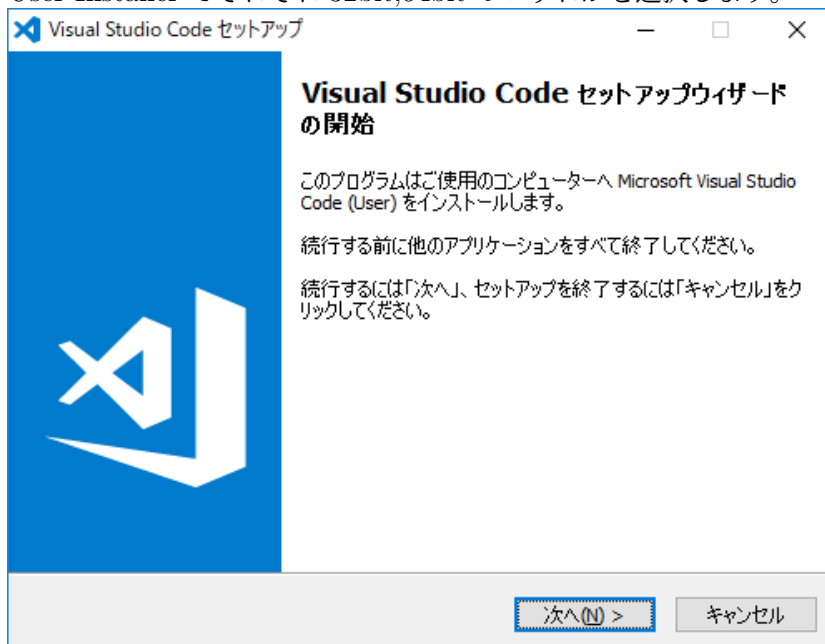 Visual Studio Code セットアップ
Visual Studio Code セットアップウィザード
の開始
このプログラムはご使用のコンピューターへ Microsoft Visual Studio
Code (User) をインストールします。
続行する前に他のアプリケーションをすべて終了してください。
続行するには「次へ」、セットアップを終了するには「キャンセル」をク
リックしてください。
次へ(N) >
キャンセル